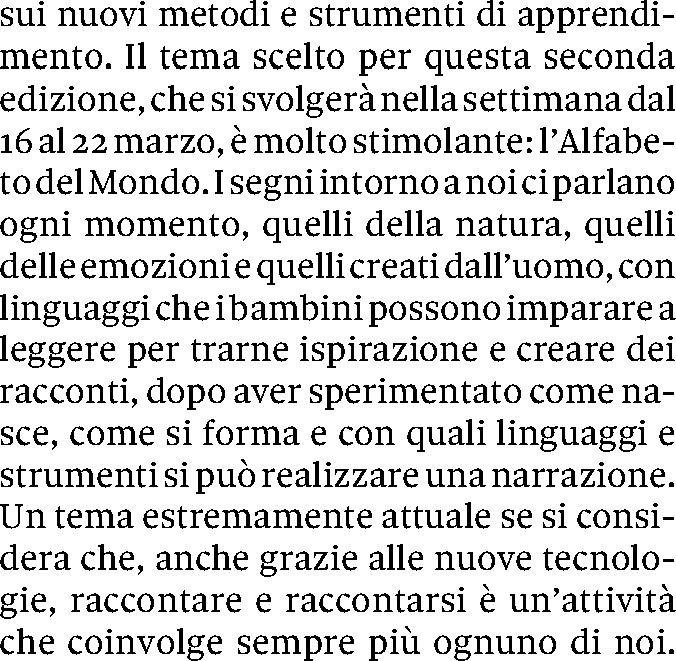 sui nuovi metodi e strumenti di apprendi-
mento. Il tema scelto per questa seconda
edizione, che si svolgerà nella settimana dal
16 al 22 marzo, è molto stimolante: l’Alfabe-
to del Mondo. I segni intorno a noi ci parlano
ogni momento, quelli della natura, quelli
delle emozioni e quelli creati dall’uomo, con
linguaggi che i bambini possono imparare a
leggere per trarne ispirazione e creare dei
racconti, dopo aver sperimentato come na-
sce, come si forma e con quali linguaggi e
strumenti si può realizzare una narrazione.
Un tema estremamente attuale se si consi-
dera che, anche grazie alle nuove tecnolo-
gie, raccontare e raccontarsi è un’attività
che coinvolge sempre più ognuno di noi.